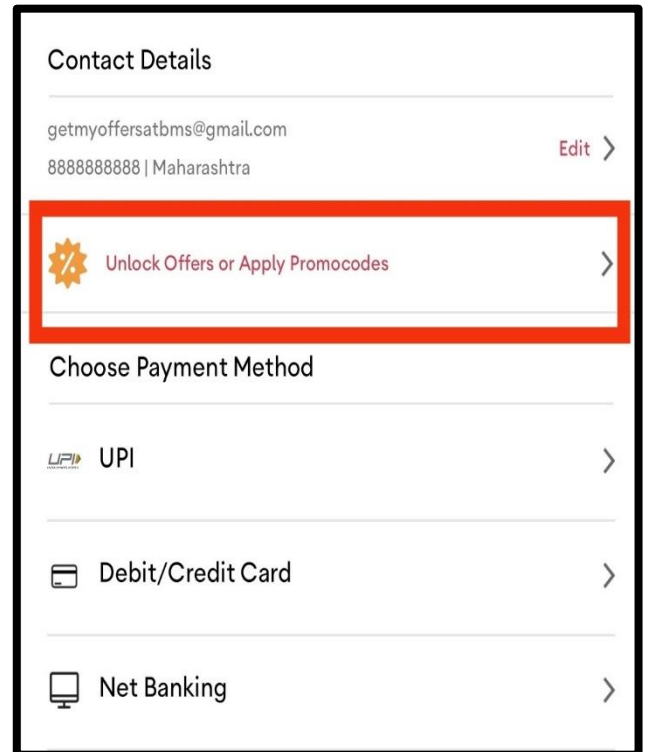 Contact Details
getmyoffersatbms@gmail.com
Edit
8888888888 | Maharashtra
% Unlock Offers or Apply Promocodes
Choose Payment Method
UPI UPI
Debit/Credit Card
Net Banking